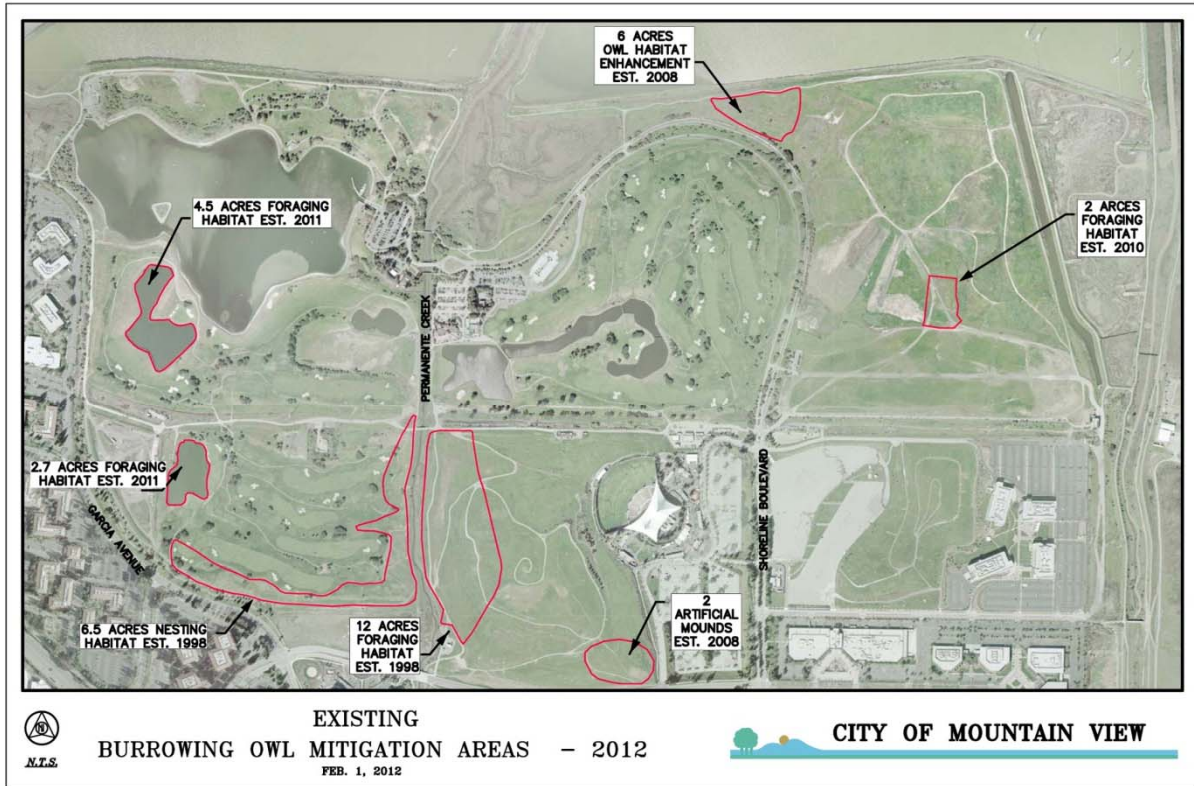 6 ACRES
OWL HABITAT
ENHANCEMENT
EST. 2008
4.5 ACRES FORAGING
HABITAT EST. 2011
2 ARCES
FORAGING
HABITAT
EST. 2010
PERMANENTE CREEK
2.7 ACRES FORAGING
HABITAT EST. 2011
GARCIA AVENUE
SHORELINE BOULEVARD
6.5 ACRES NESTING
HABITAT EST. 1998
12 ACRES
FORAGING
HABITAT
EST. 1998
2
ARTIFICIAL
MOUNDS
EST. 2008
N
N.T.S.
EXISTING
BURROWING OWL MITIGATION AREAS - 2012
FEB. 1, 2012
CITY OF MOUNTAIN VIEW